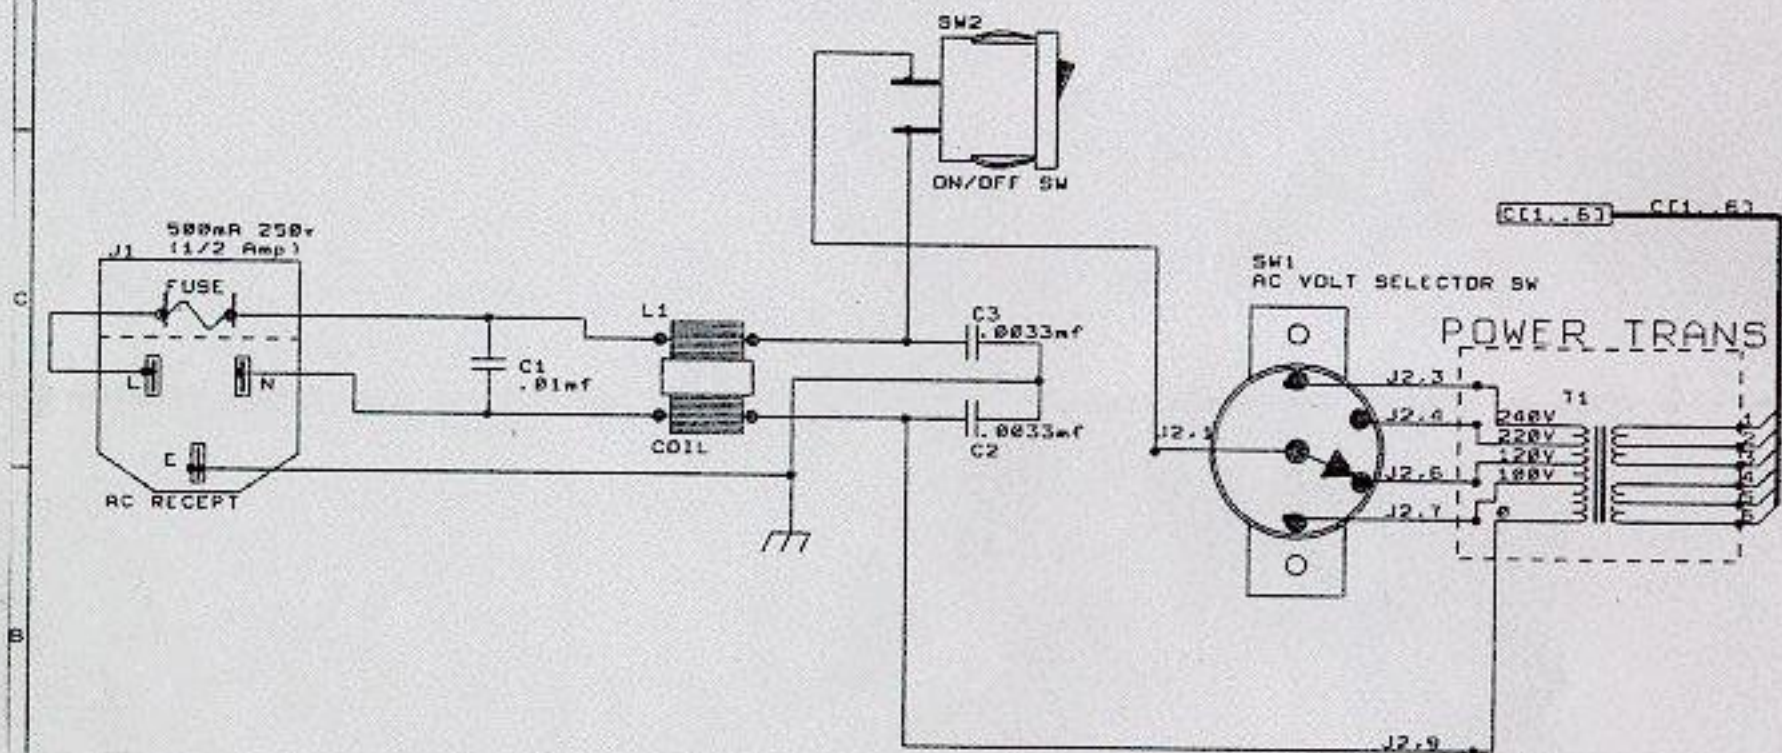 SW2
ON/OFF SW
C[1..6]
C[1..6]
500mA 250v
(1/2 Amp)
J1
FUSE
SW1
AC VOLT SELECTOR SW
C
L1
C3
.0033mf
POWER TRANS
C1
.01mf
L
N
J2.3
T1
J2.4
240V
COIL
.0033mf
C2
J2.1
220V
120V
E
J2.6
100V
AC RECEPT
J2.7
0
B
J2.9